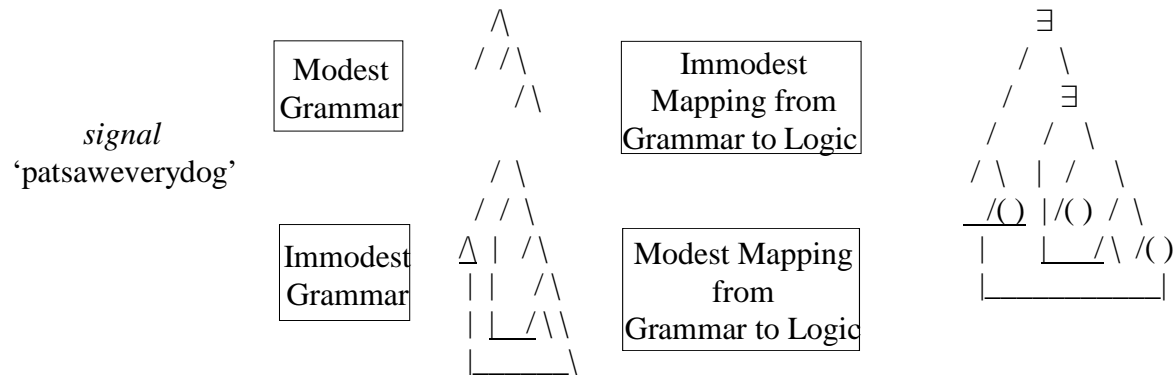 signal
‘patsaweverydog’
Modest
Grammar
Immodest
Grammar
Immodest
Mapping from
Grammar to Logic
Modest Mapping
from
Grammar to Logic
∃
∃
/( ) | /( ) / \
/( )